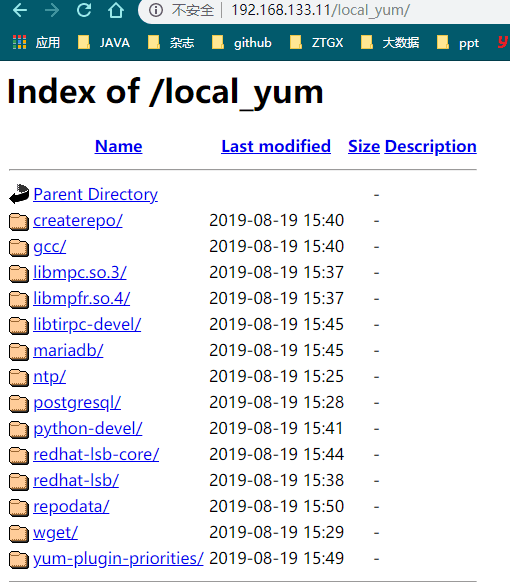 不安全 | 192.168.133.11/local_yum/
应用 JAVA 杂志 github ZTGX 大数据 ppt
Index of /local_yum
Name Last modified Size Description
Parent Directory -
createrepo/ 2019-08-19 15:40 -
gcc/ 2019-08-19 15:40 -
libmpc.so.3/ 2019-08-19 15:37 -
libmpfr.so.4/ 2019-08-19 15:37 -
libtirpc-devel/ 2019-08-19 15:45 -
mariadb/ 2019-08-19 15:45 -
ntp/ 2019-08-19 15:25 -
postgresql/ 2019-08-19 15:28 -
python-devel/ 2019-08-19 15:41 -
redhat-lsb-core/ 2019-08-19 15:44 -
redhat-lsb/ 2019-08-19 15:38 -
repodata/ 2019-08-19 15:50 -
wget/ 2019-08-19 15:29 -
yum-plugin-priorities/ 2019-08-19 15:49 -